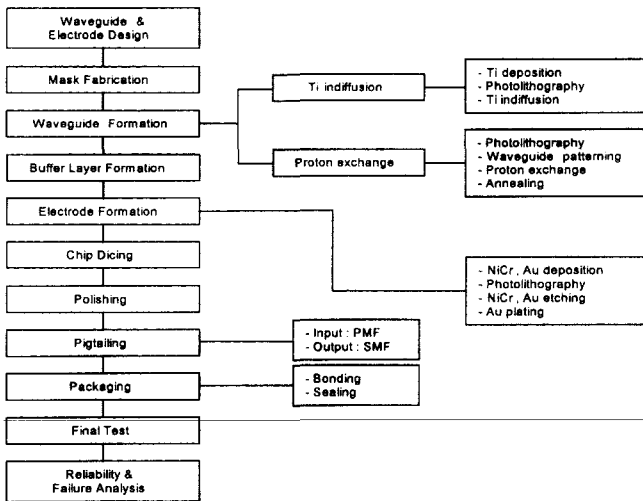 Waveguide &
Electrode Design
Mask Fabrication
Waveguide Formation
Buffer Layer Formation
Electrode Formation
Chip Dicing
Polishing
Pigtailing
Packaging
Final Test
Reliability &
Failure Analysis
Ti indiffusion
Proton exchange
- Ti deposition
- Photolithography
- Ti indiffusion
- Photolithography
- Waveguide patterning
- Proton exchange
- Annealing
- NiCr, Au deposition
- Photolithography
- NiCr, Au etching
- Au plating
- Input : PMF
- Output : SMF
- Bonding
- Sealing